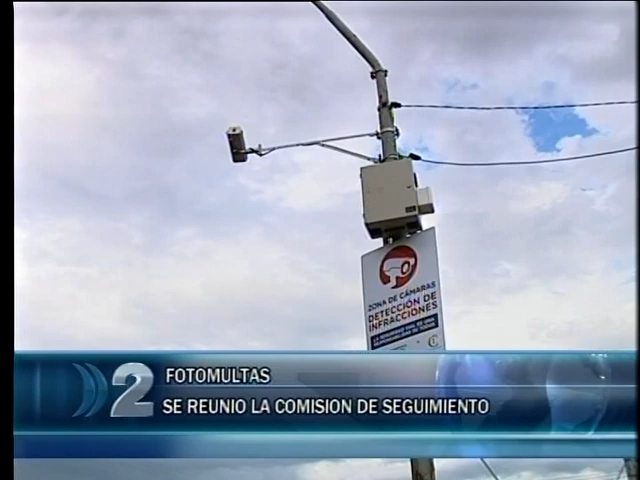 ZONA DE CÁMARAS
DETECCIÓN DE
INFRACCIONES
2
FOTOMULTAS
SE REUNIO LA COMISION DE SEGUIMIENTO